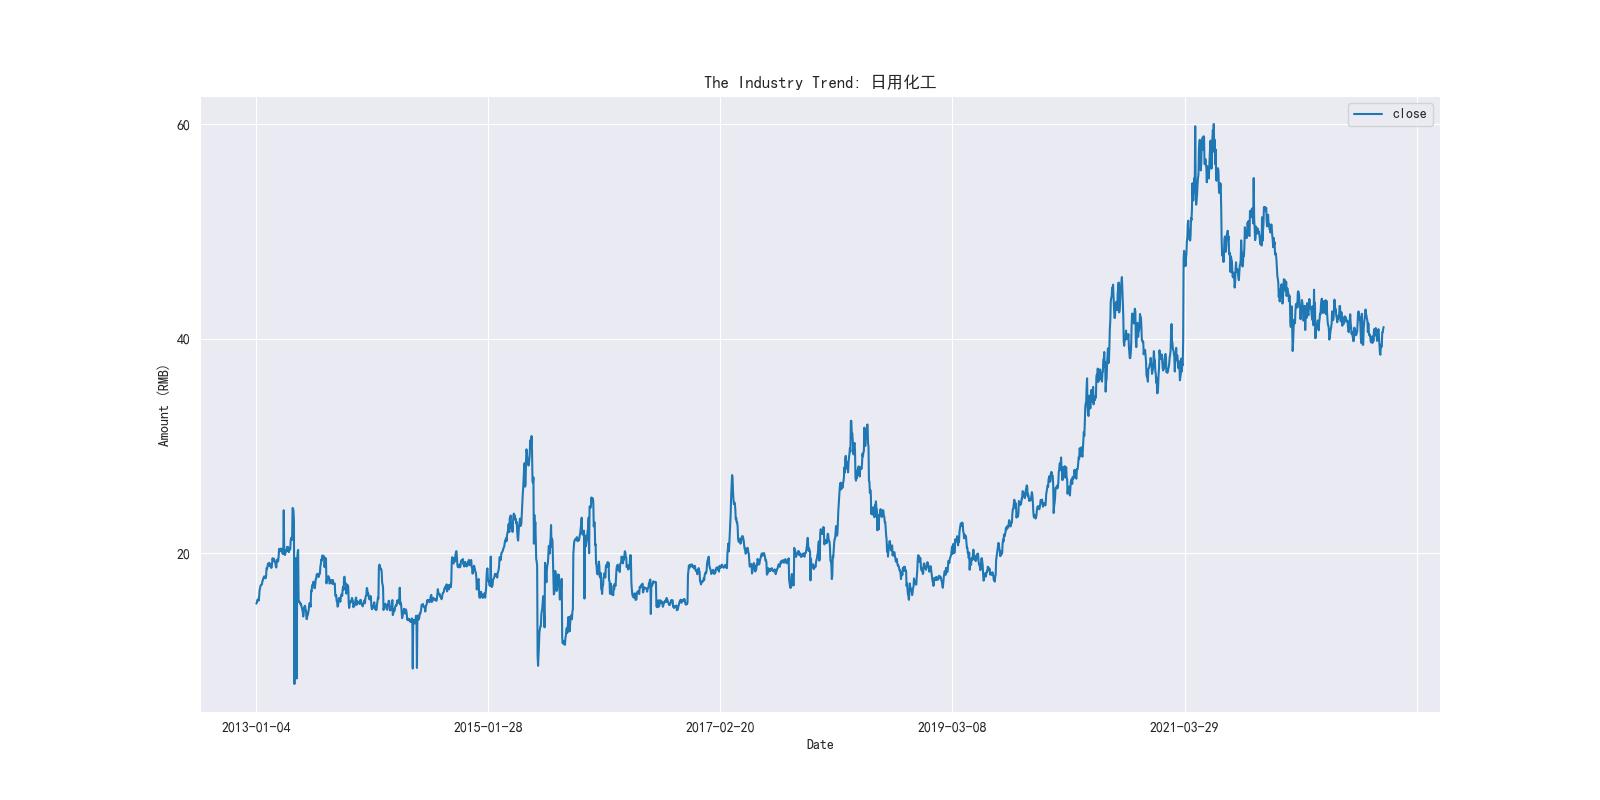 The Industry Trend: 日用化工
close
60
40
20
Amount (RMB)
2013-01-04 2015-01-28 2017-02-20 2019-03-08 2021-03-29
Date